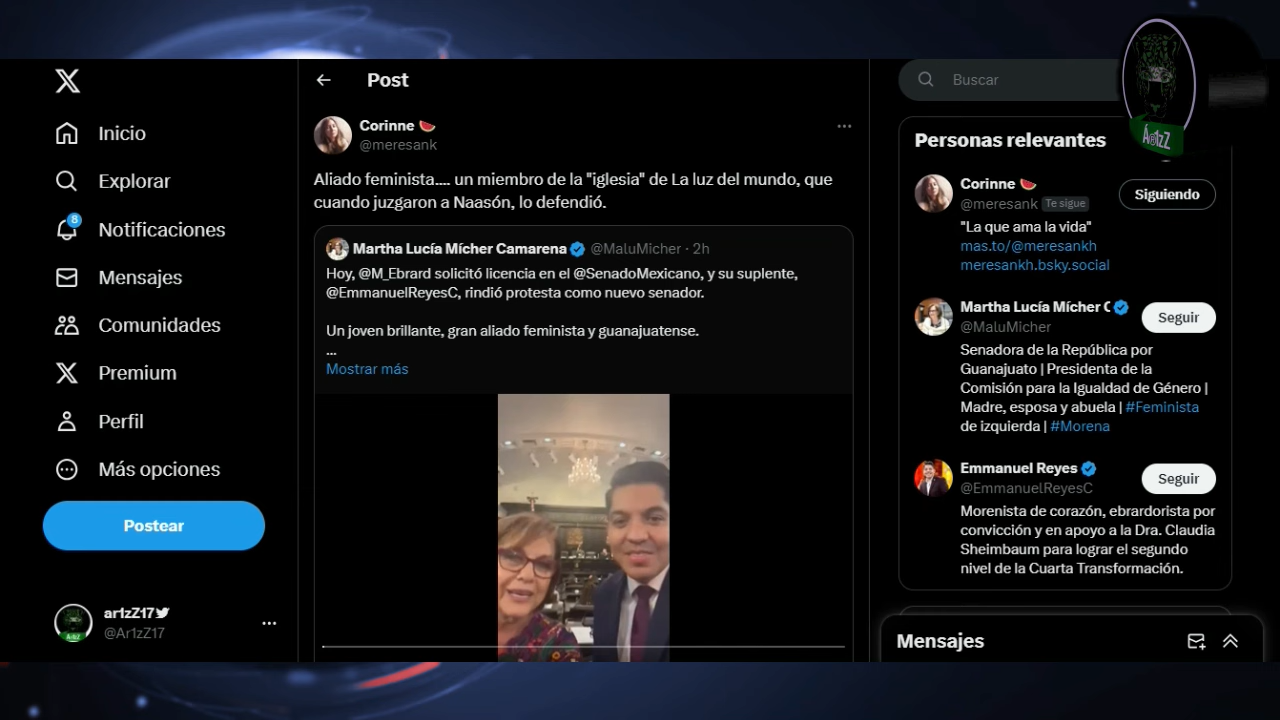 Inicio
Explorar
8
Notificaciones
Mensajes
Comunidades
Premium
Perfil
Más opciones
Postear
ar1zZ17
@Ar1zZ17
Post
Corinne 🍉
@meresank
Aliado feminista.... un miembro de la "iglesia" de La luz del mundo, que
cuando juzgaron a Naasón, lo defendió.
Martha Lucía Mícher Camarena @MaluMicher · 2h
Hoy, @M_Ebrard solicitó licencia en el @SenadoMexicano, y su suplente,
@EmmanuelReyesC, rindió protesta como nuevo senador.
Un joven brillante, gran aliado feminista y guanajuatense.
...
Mostrar más
Buscar
Personas relevantes
Corinne 🍉
@meresank Te sigue
Siguiendo
"La que ama la vida"
mas.to/@meresankh
meresankh.bsky.social
Martha Lucía Mícher C
@MaluMicher
Seguir
Senadora de la República por
Guanajuato | Presidenta de la
Comisión para la Igualdad de Género |
Madre, esposa y abuela | #Feminista
de izquierda | #Morena
Emmanuel Reyes
@EmmanuelReyesC
Seguir
Morenista de corazón, ebrardorista por
convicción y en apoyo a la Dra. Claudia
Sheimbaum para lograr el segundo
nivel de la Cuarta Transformación.
Mensajes